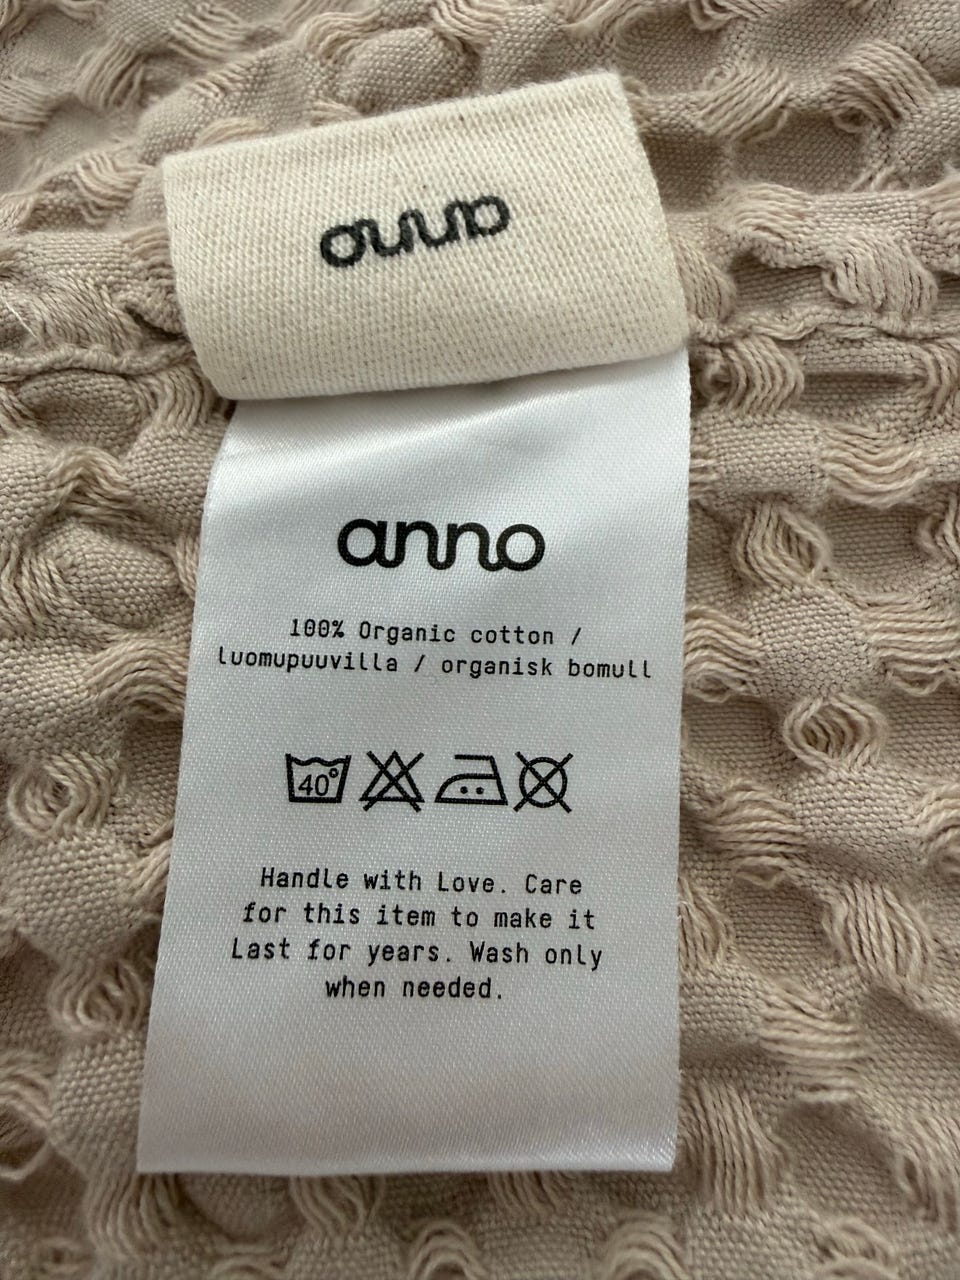 anno
anno
100% Organic cotton /
luomupuuvilla / organisk bomull
40°
Handle with Love. Care
for this item to make it
Last for years. Wash only
when needed.